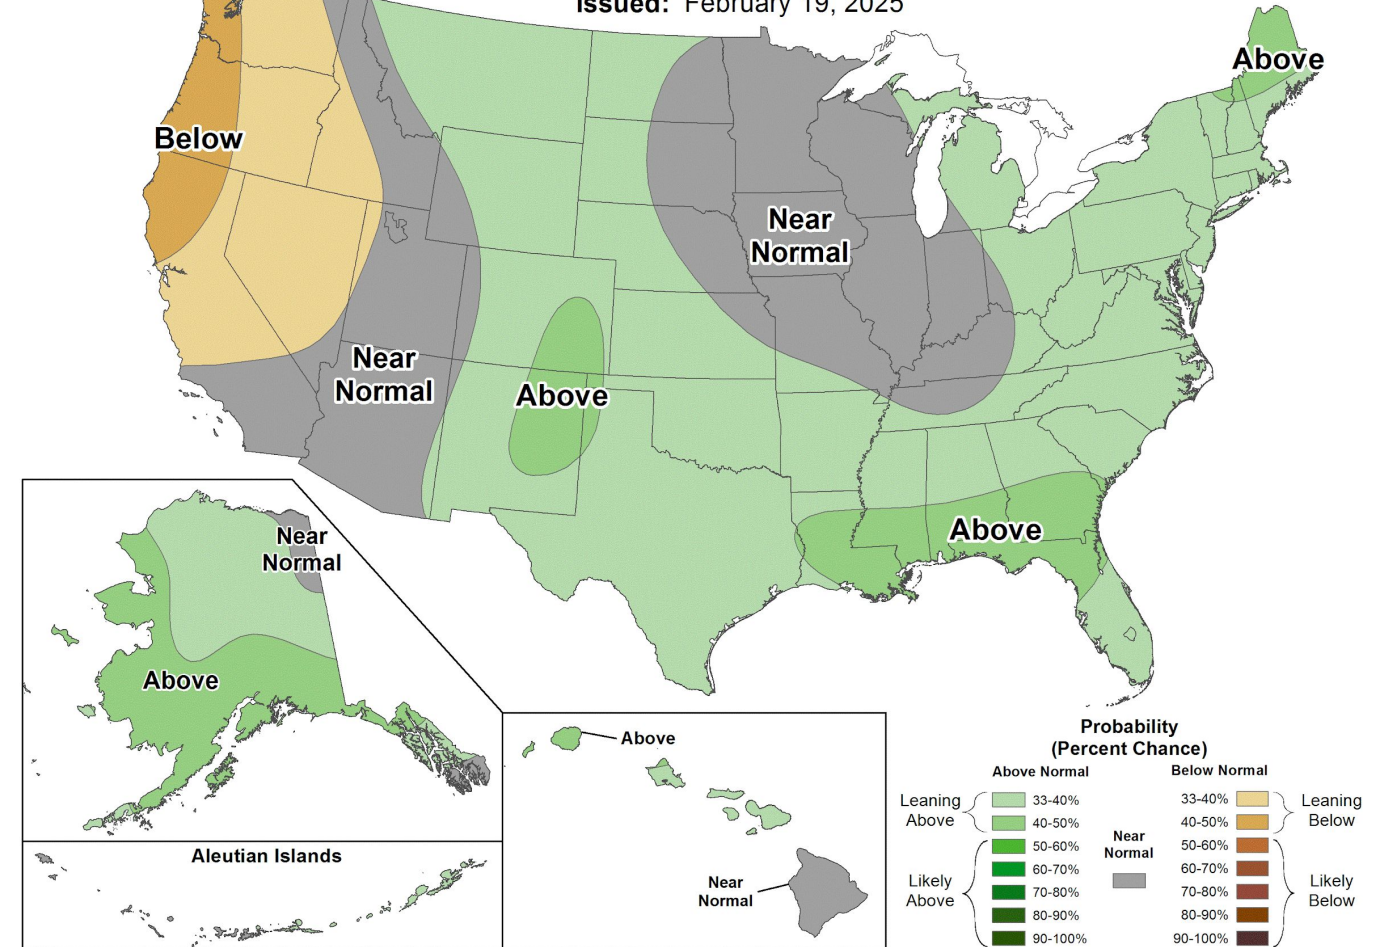 Issued: February 19, 2025
Above
Below
Near
Normal
Near
Normal
Above
Above
Near
Normal
Above
Aleutian Islands
Above
Near
Normal
Probability
(Percent Chance)
Above Normal
Below Normal
Leaning
Above
33-40%
40-50%
Likely
Above
50-60%
60-70%
70-80%
80-90%
90-100%
Near
Normal
33-40%
40-50%
Leaning
Below
50-60%
60-70%
70-80%
80-90%
90-100%
Likely
Below